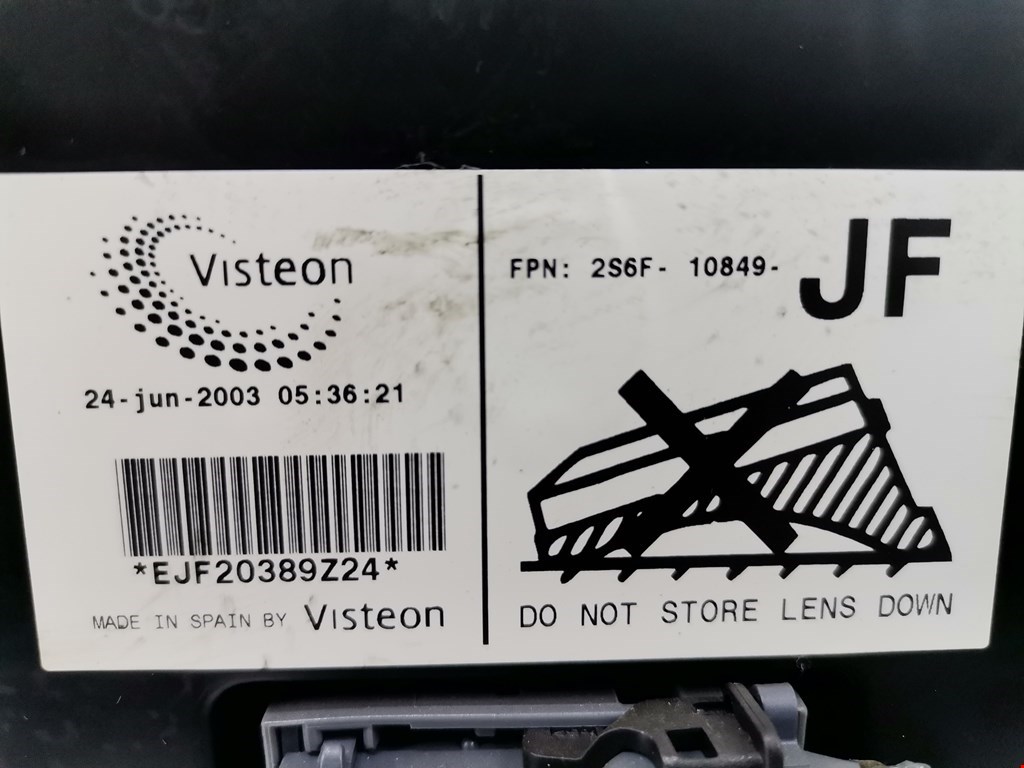 Visteon
24-jun-2003 05:36:21
*EJF20389Z24*
MADE IN SPAIN BY Visteon
FPN: 2S6F- 10849- JF
DO NOT STORE LENS DOWN